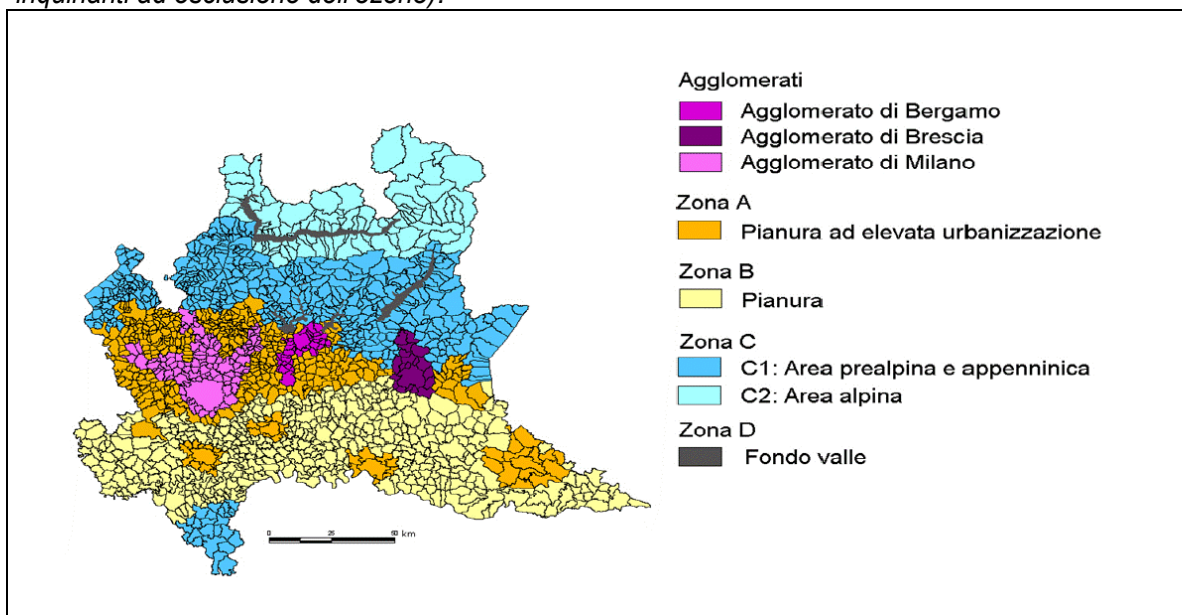 inquinanti ad esclusione dell'ozono).
Agglomerati
Agglomerato di Bergamo
Agglomerato di Brescia
Agglomerato di Milano
Zona A
Pianura ad elevata urbanizzazione
Zona B
Pianura
Zona C
C1: Area prealpina e appenninica
C2: Area alpina
Zona D
Fondo valle
0 25 50 km